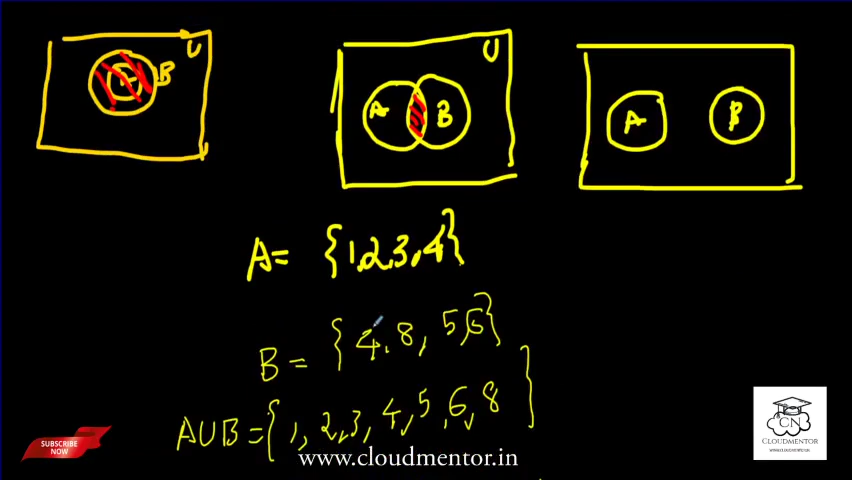 U
B
U
A B
A B
A = {1,2,3,4}
B = {4,8,5,6}
AUB = {1,2,3,4,5,6,8}
SUBSCRIBE
NOW
www.cloudmentor.in
CN
CLOUDMENTOR